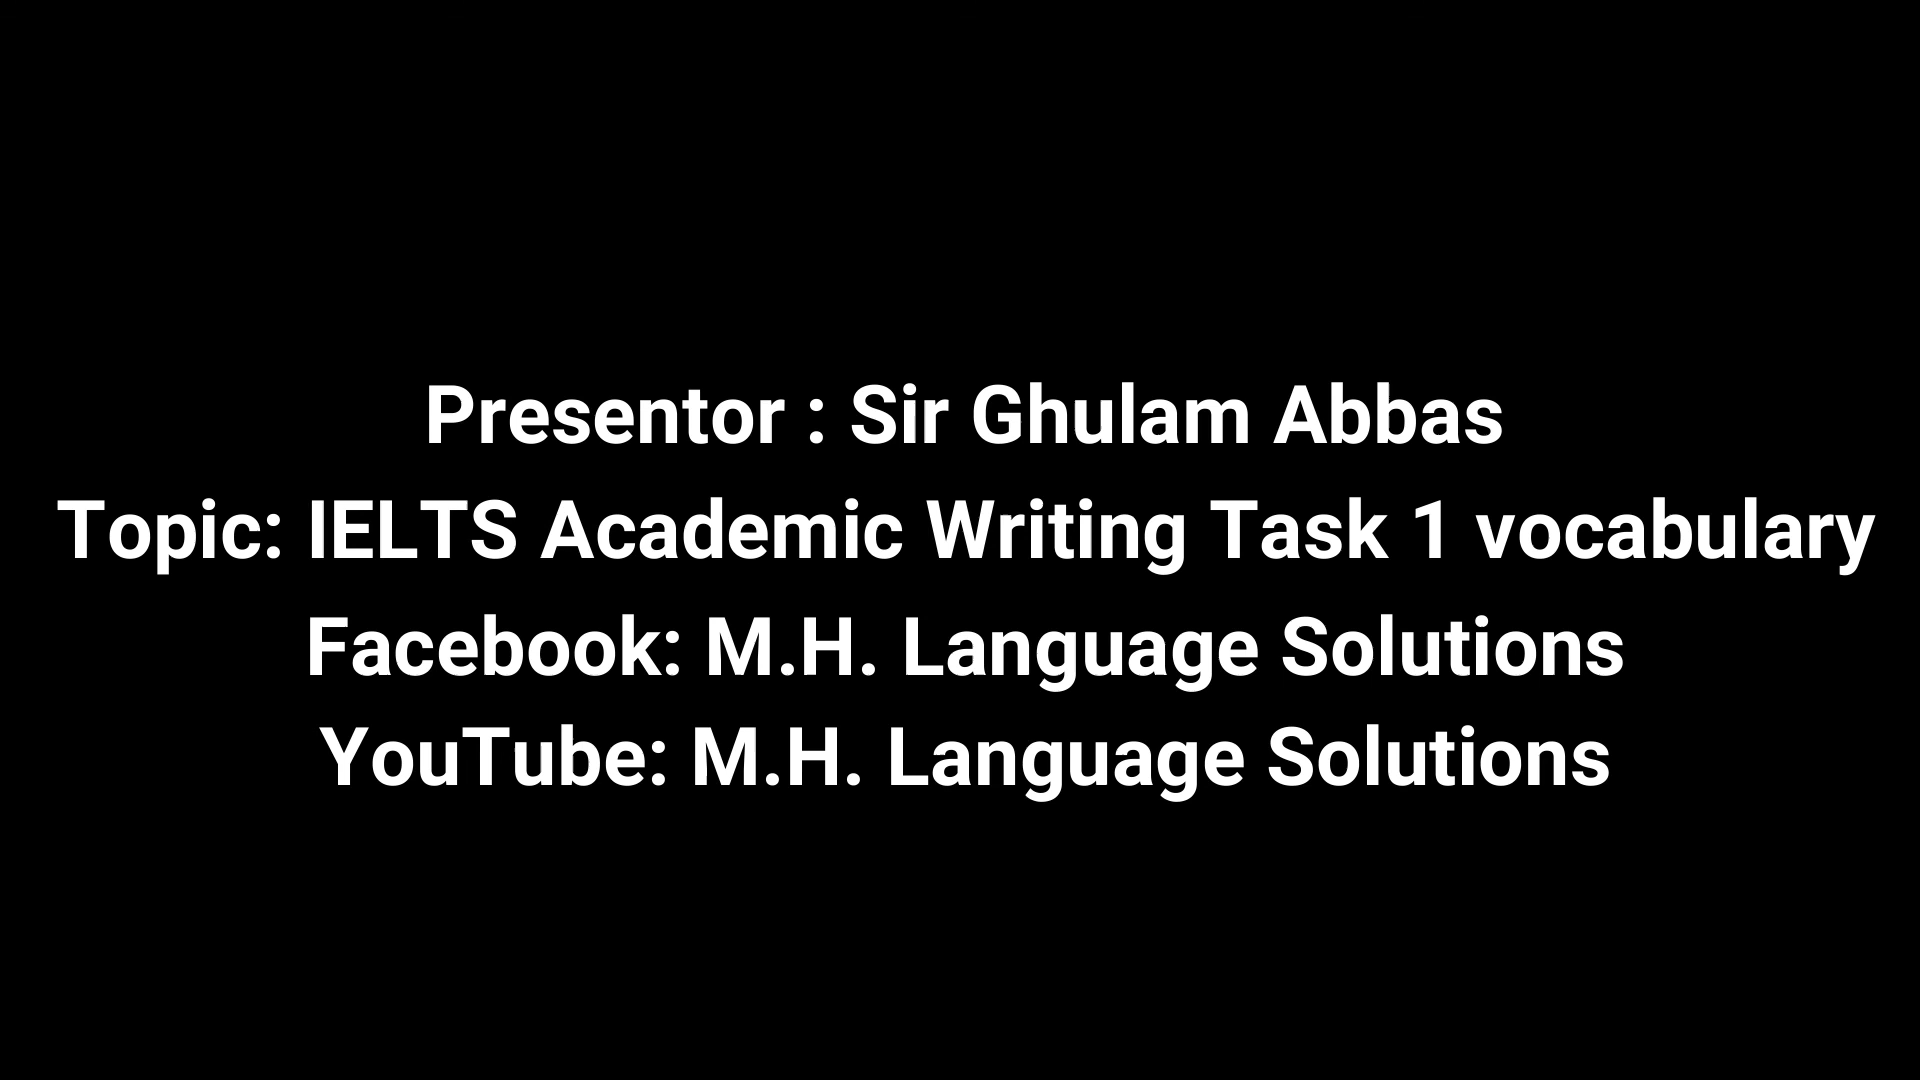 Presentor : Sir Ghulam Abbas
Topic: IELTS Academic Writing Task 1 vocabulary
Facebook: M.H. Language Solutions
YouTube: M.H. Language Solutions